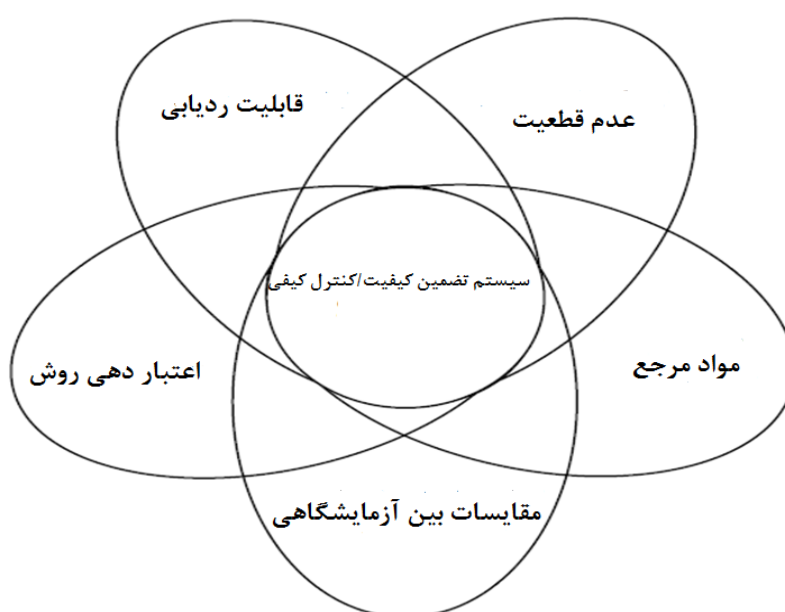 قابلیت ردیابی
عدم قطعیت
سیستم تضمین کیفیت/کنترل کیفی
اعتبار دهی روش
مواد مرجع
مقایسات بین آزمایشگاهی